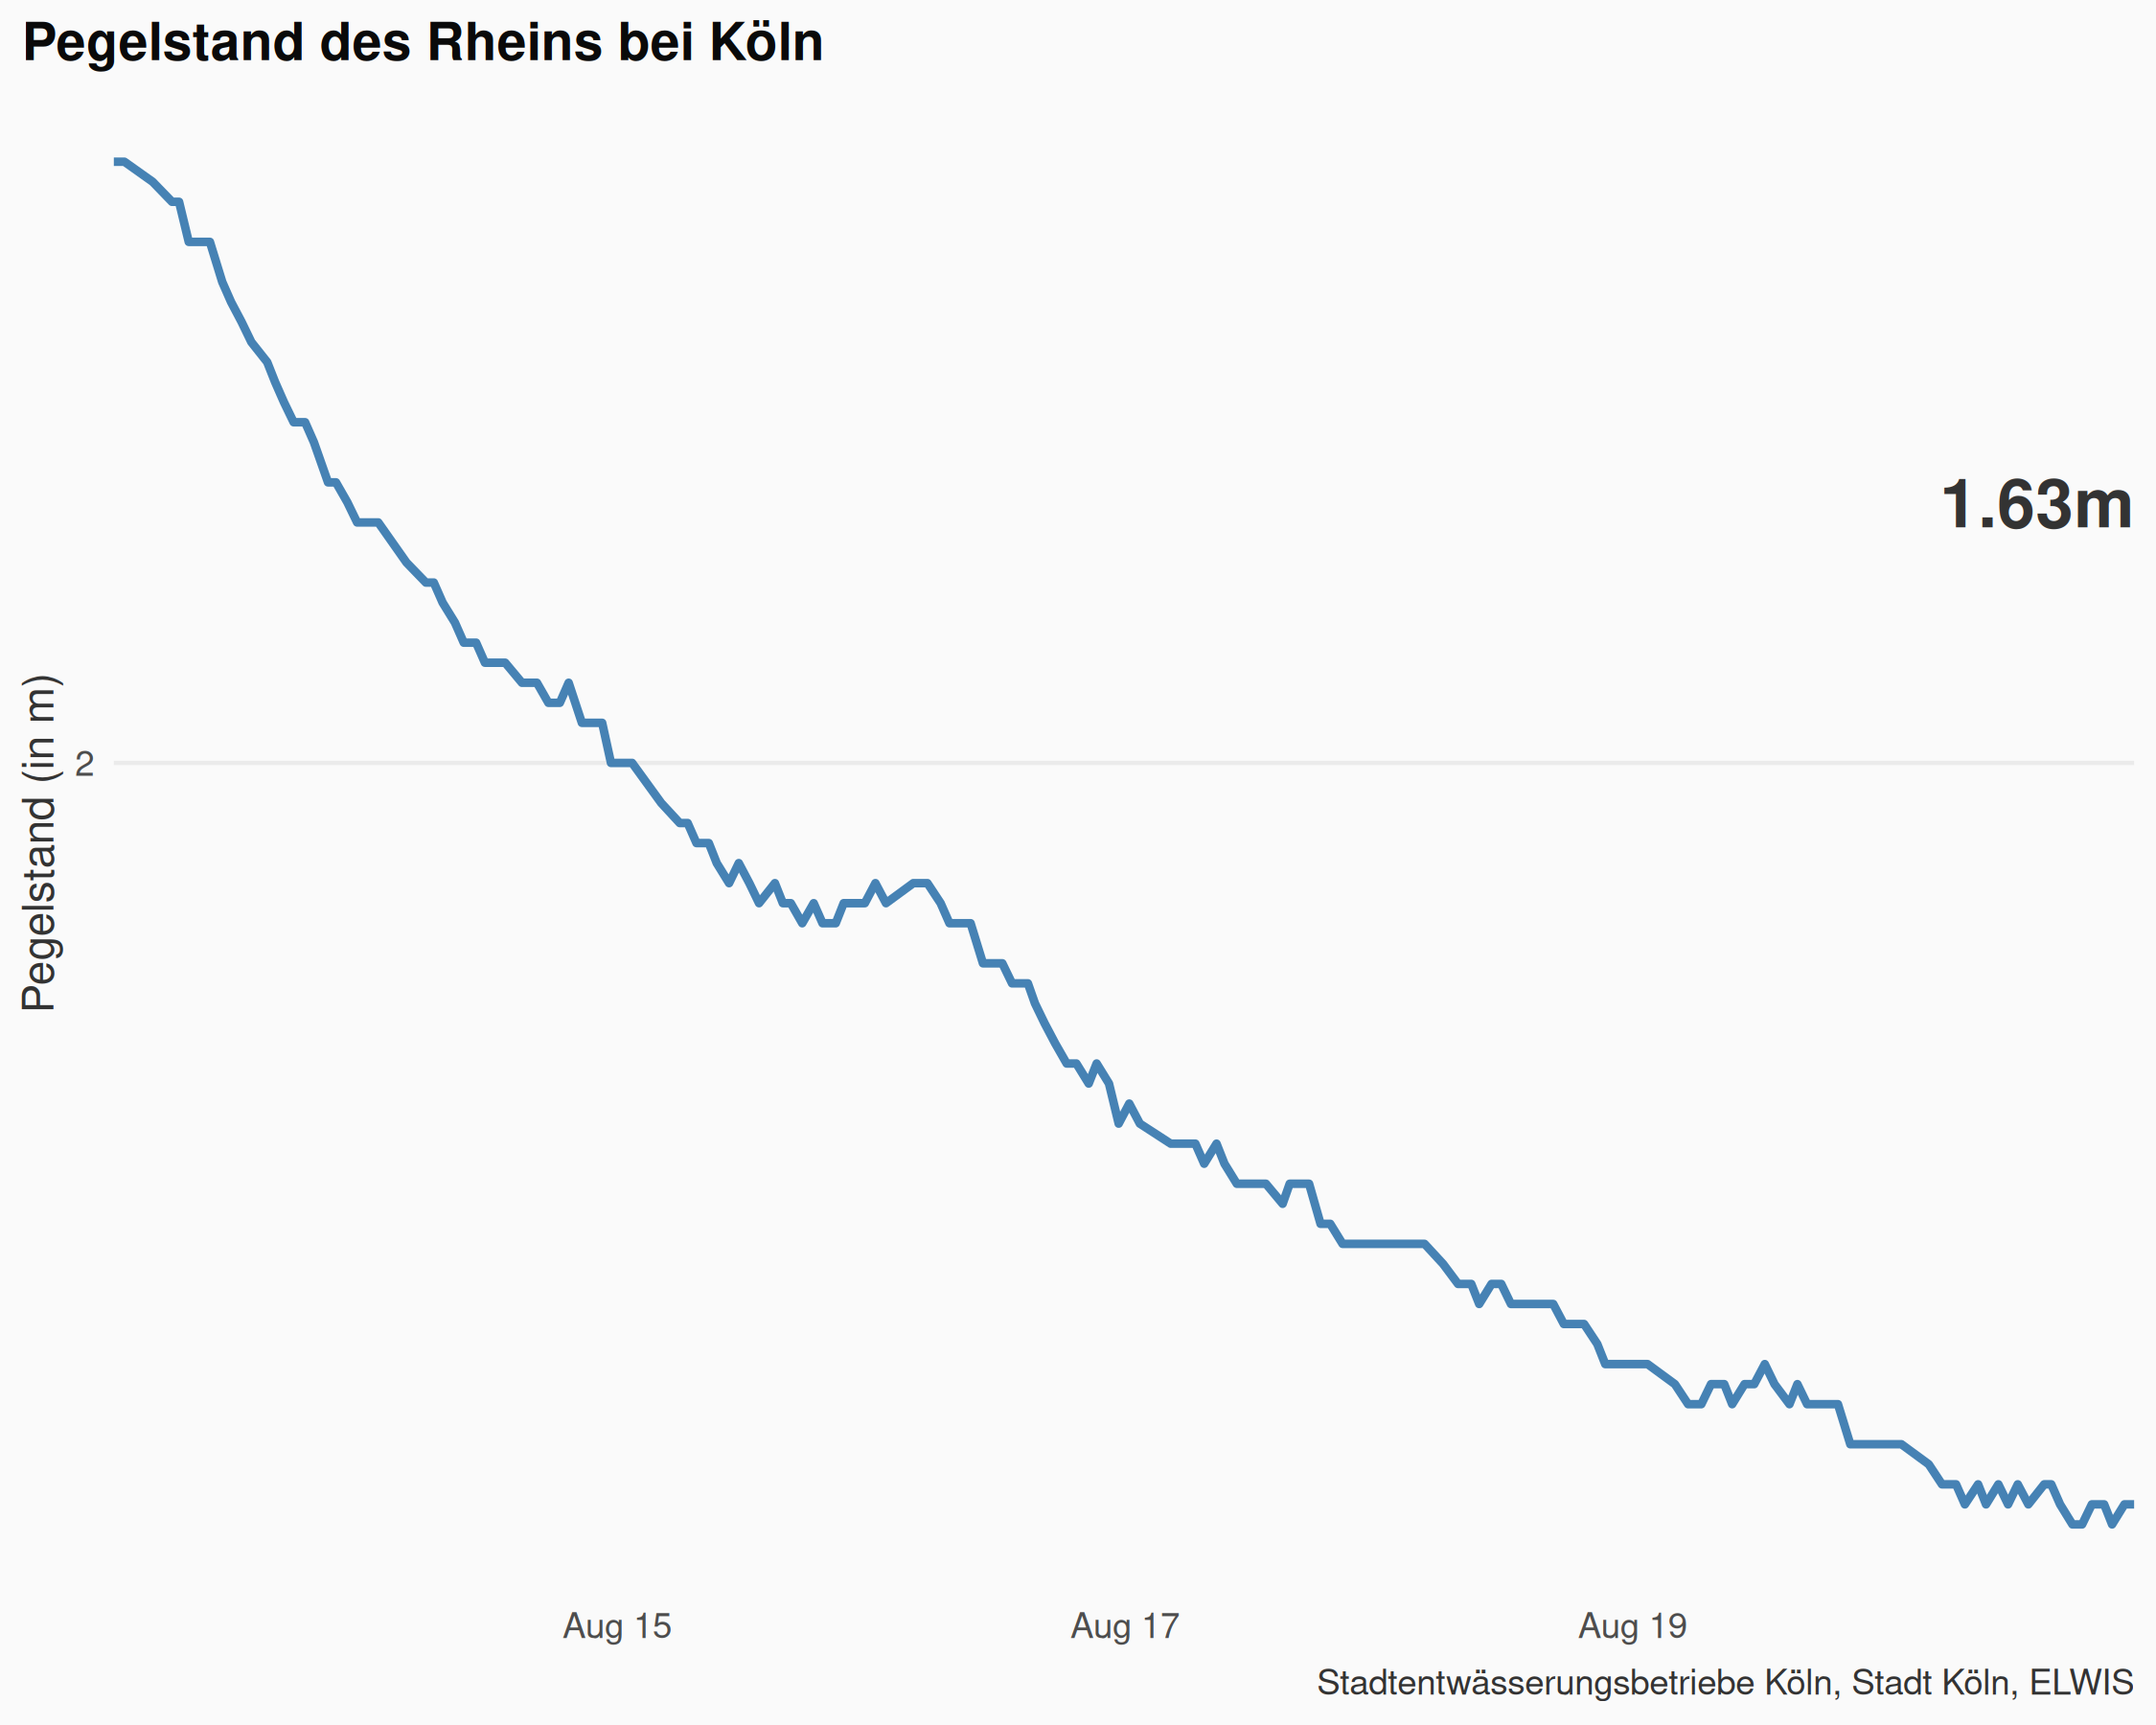 Pegelstand des Rheins bei Köln
1.63m
Pegelstand (in m)
2
Aug 15
Aug 17
Aug 19
Stadtentwässerungsbetriebe Köln, Stadt Köln, ELWIS